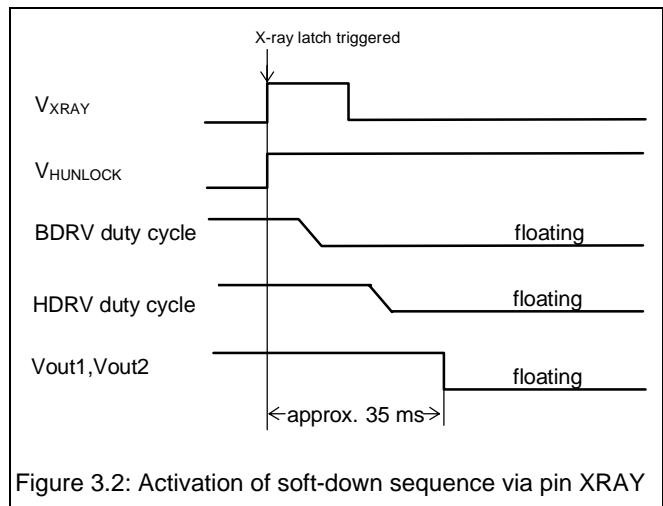 X-ray latch triggered
VXRAY
VHUNLOCK
BDRV duty cycle
floating
HDRV duty cycle
floating
Vout1,Vout2
floating
approx. 35 ms
Figure 3.2: Activation of soft-down sequence via pin XRAY